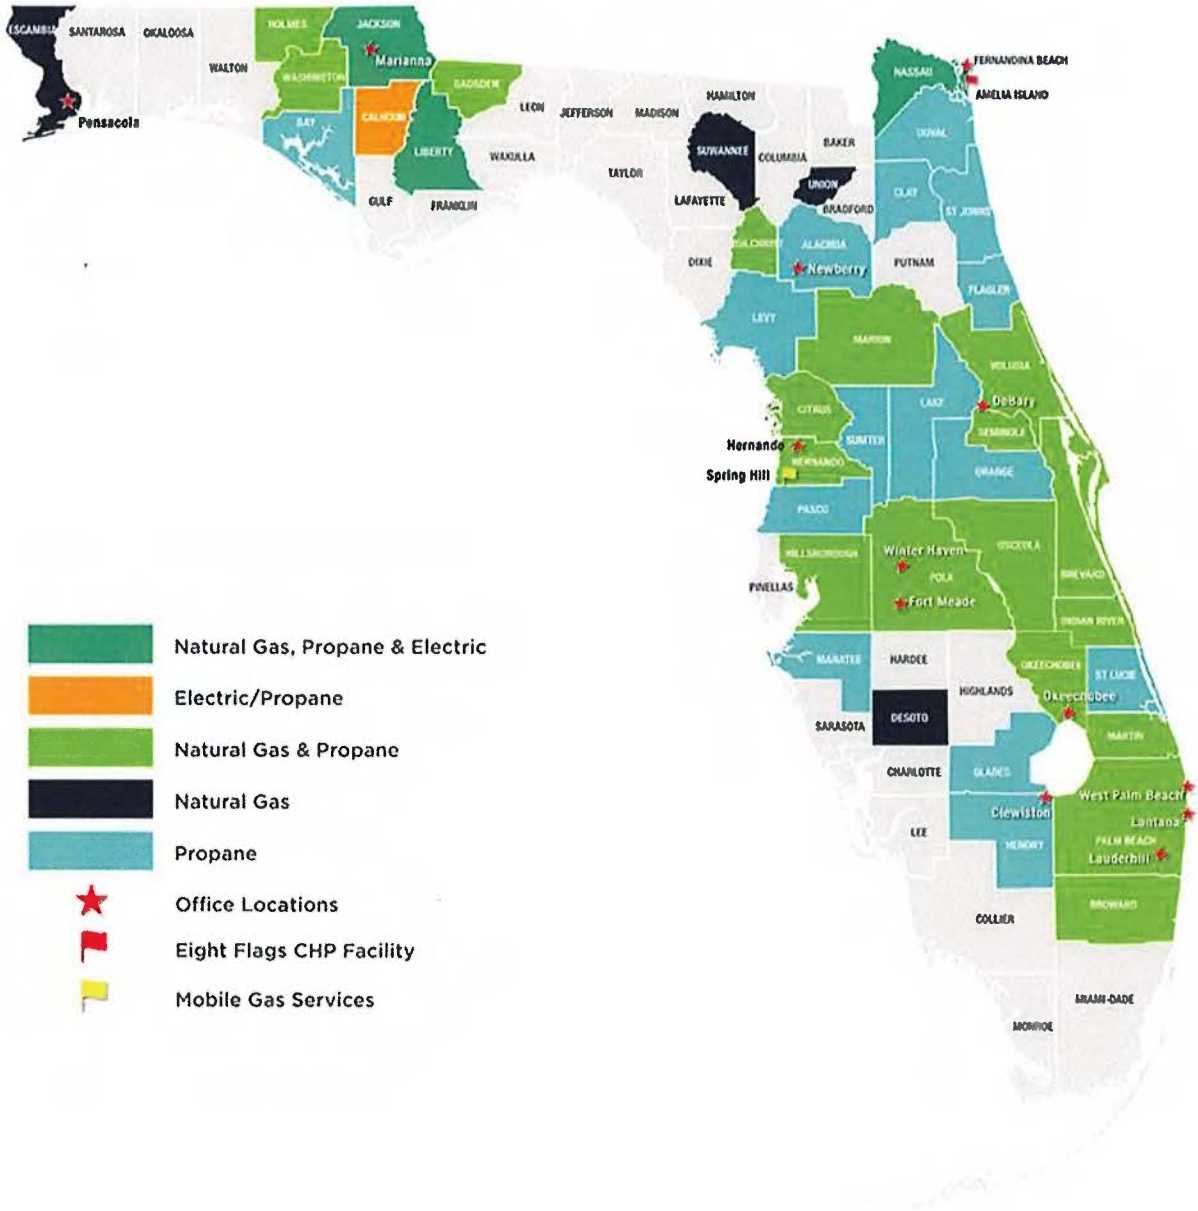 ESCAMBIA
SANTAROSA
OKALOOSA
WALTON
HOLMES
WASHINGTON
JACKSON
Marianna
BAY
CALHOUN
GADSDEN
LIBERTY
GULF
FRANKLIN
LEON
WAKULLA
JEFFERSON
MADISON
TAYLOR
HAMILTON
SUWANNEE
LAFAYETTE
DIXIE
COLUMBIA
BAKER
UNION
BRADFORD
GILCHRIST
ALACHUA
Newberry
NASSAU
FERNANDINA BEACH
AMELIA ISLAND
DUVAL
CLAY
ST JOHNS
PUTNAM
FLAGLER
LEVY
MARION
VOLUSIA
DeBary
CITRUS
SUMTER
LAKE
SEMINOLE
Hernando
HERNANDO
Spring Hill
ORANGE
PASCO
HILLSBOROUGH
PINELLAS
Winter Haven
POLK
Fort Meade
OSCEOLA
BREVARD
INDIAN RIVER
MANATEE
HARDEE
HIGHLANDS
OKEECHOBEE
Okeechobee
ST LUCIE
SARASOTA
DESOTO
MARTIN
CHARLOTTE
GLADES
Clewiston
West Palm Beach
Lantana
LEE
HENDRY
PALM BEACH
Lauderhill
COLLIER
BROWARD
MONROE
MIAMI-DADE
Pensacola
Natural Gas, Propane & Electric
Electric/Propane
Natural Gas & Propane
Natural Gas
Propane
Office Locations
Eight Flags CHP Facility
Mobile Gas Services